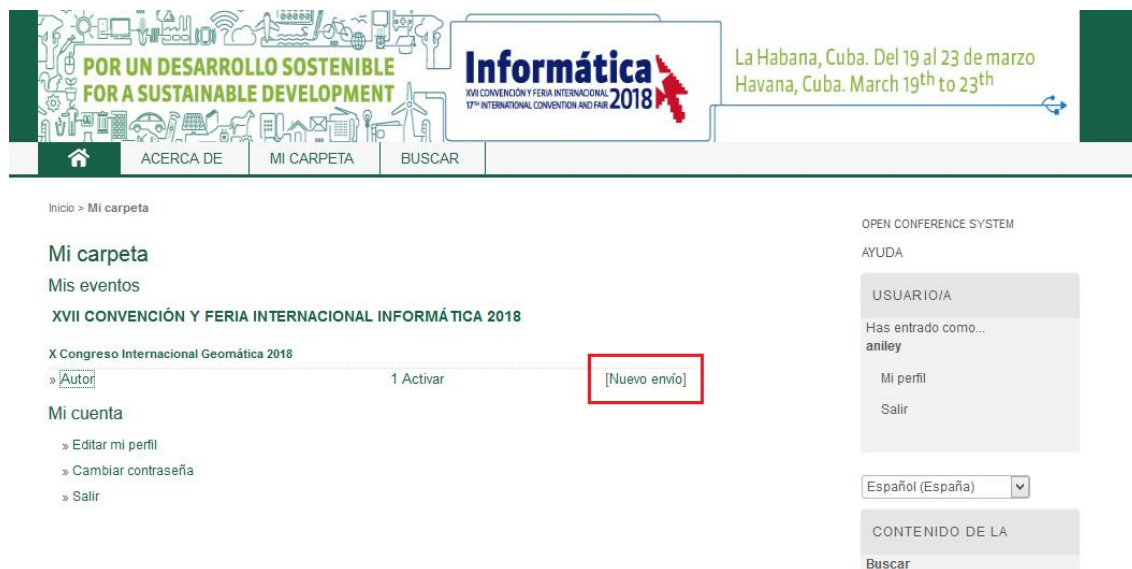 POR UN DESARROLLO SOSTENIBLE
FOR A SUSTAINABLE DEVELOPMENT
Informática
XVII CONVENCIÓN Y FERIA INTERNACIONAL
17TH INTERNATIONAL CONVENTION AND FAIR 2018
La Habana, Cuba. Del 19 al 23 de marzo
Havana, Cuba. March 19th to 23th
ACERCA DE MI CARPETA BUSCAR
Inicio > Mi carpeta
Mi carpeta
Mis eventos
XVII CONVENCIÓN Y FERIA INTERNACIONAL INFORMÁTICA 2018
X Congreso Internacional Geomática 2018
» Autor 1 Activar [Nuevo envío]
Mi cuenta
» Editar mi perfil
» Cambiar contraseña
» Salir
OPEN CONFERENCE SYSTEM
AYUDA
USUARIO/A
Has entrado como...
aniley
Mi perfil
Salir
Español (España)
CONTENIDO DE LA
Buscar